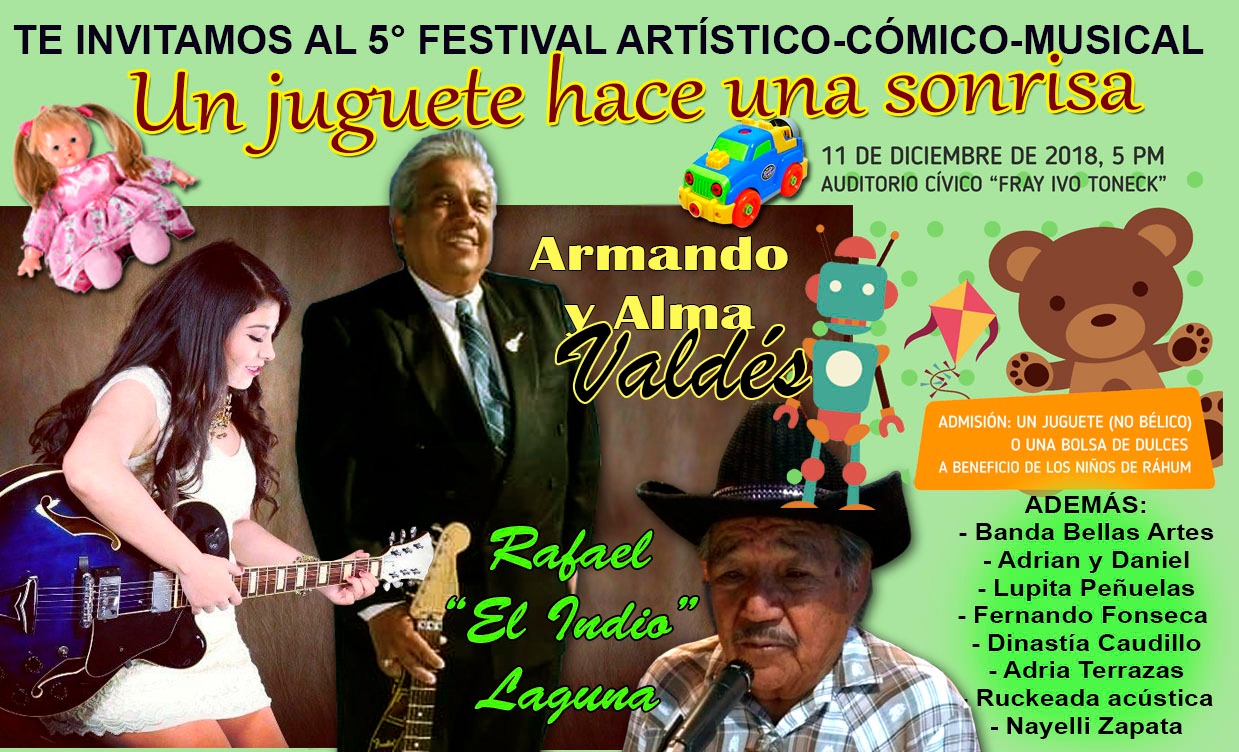 TE INVITAMOS AL 5° FESTIVAL ARTÍSTICO-CÓMICO-MUSICAL
Un juguete hace una sonrisa
11 DE DICIEMBRE DE 2018, 5 PM
AUDITORIO CÍVICO “FRAY IVO TONECK”
Armando
y Alma
Valdés
ADMISIÓN: UN JUGUETE (NO BÉLICO)
O UNA BOLSA DE DULCES
A BENEFICIO DE LOS NIÑOS DE RÁHUM
Rafael
“El Indio”
Laguna
ADEMÁS:
- Banda Bellas Artes
- Adrian y Daniel
- Lupita Peñuelas
- Fernando Fonseca
- Dinastía Caudillo
- Adria Terrazas
- Ruckeada acústica
- Nayelli Zapata